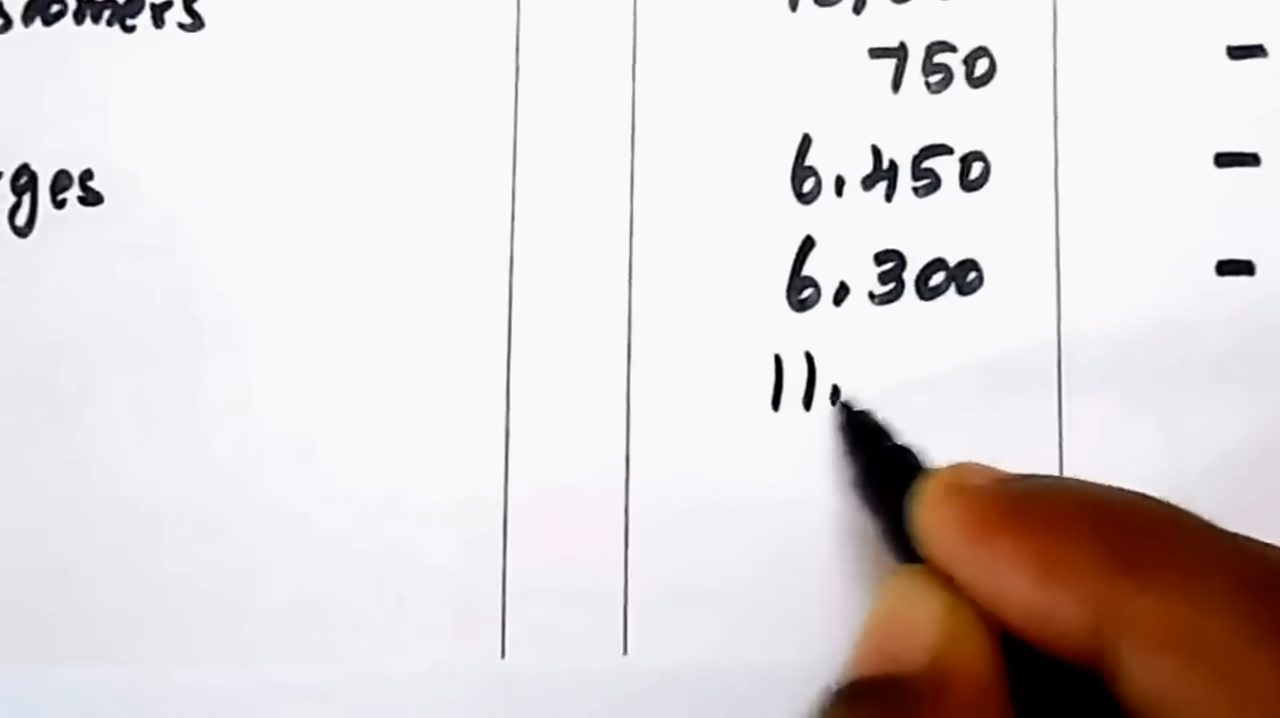 750 -
6.450 -
ges
6.300 -
11.